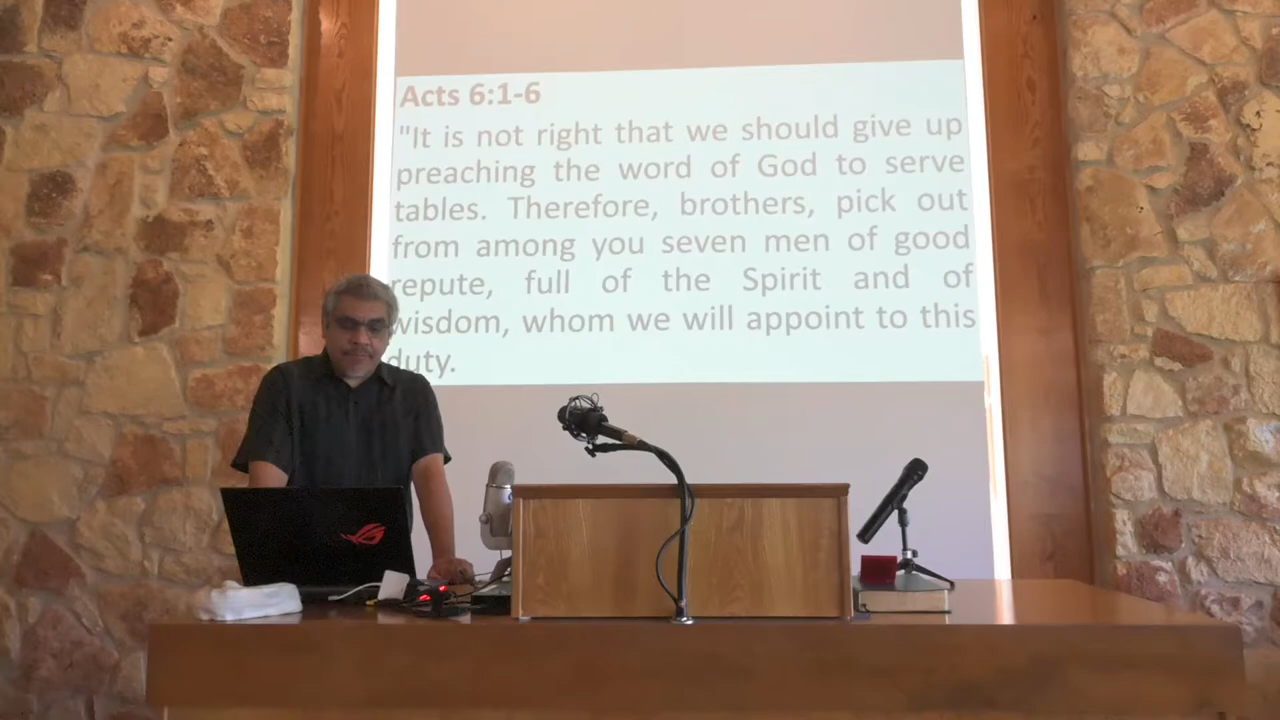 Acts 6:1-6
"It is not right that we should give up
preaching the word of God to serve
tables. Therefore, brothers, pick out
from among you seven men of good
repute, full of the Spirit and of
wisdom, whom we will appoint to this
duty.